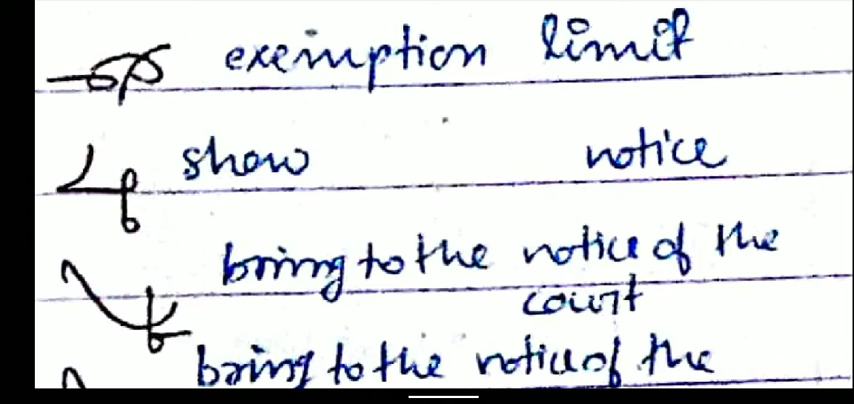 exemption limit
show notice
bring to the notice of the
court
bring to the notice of the